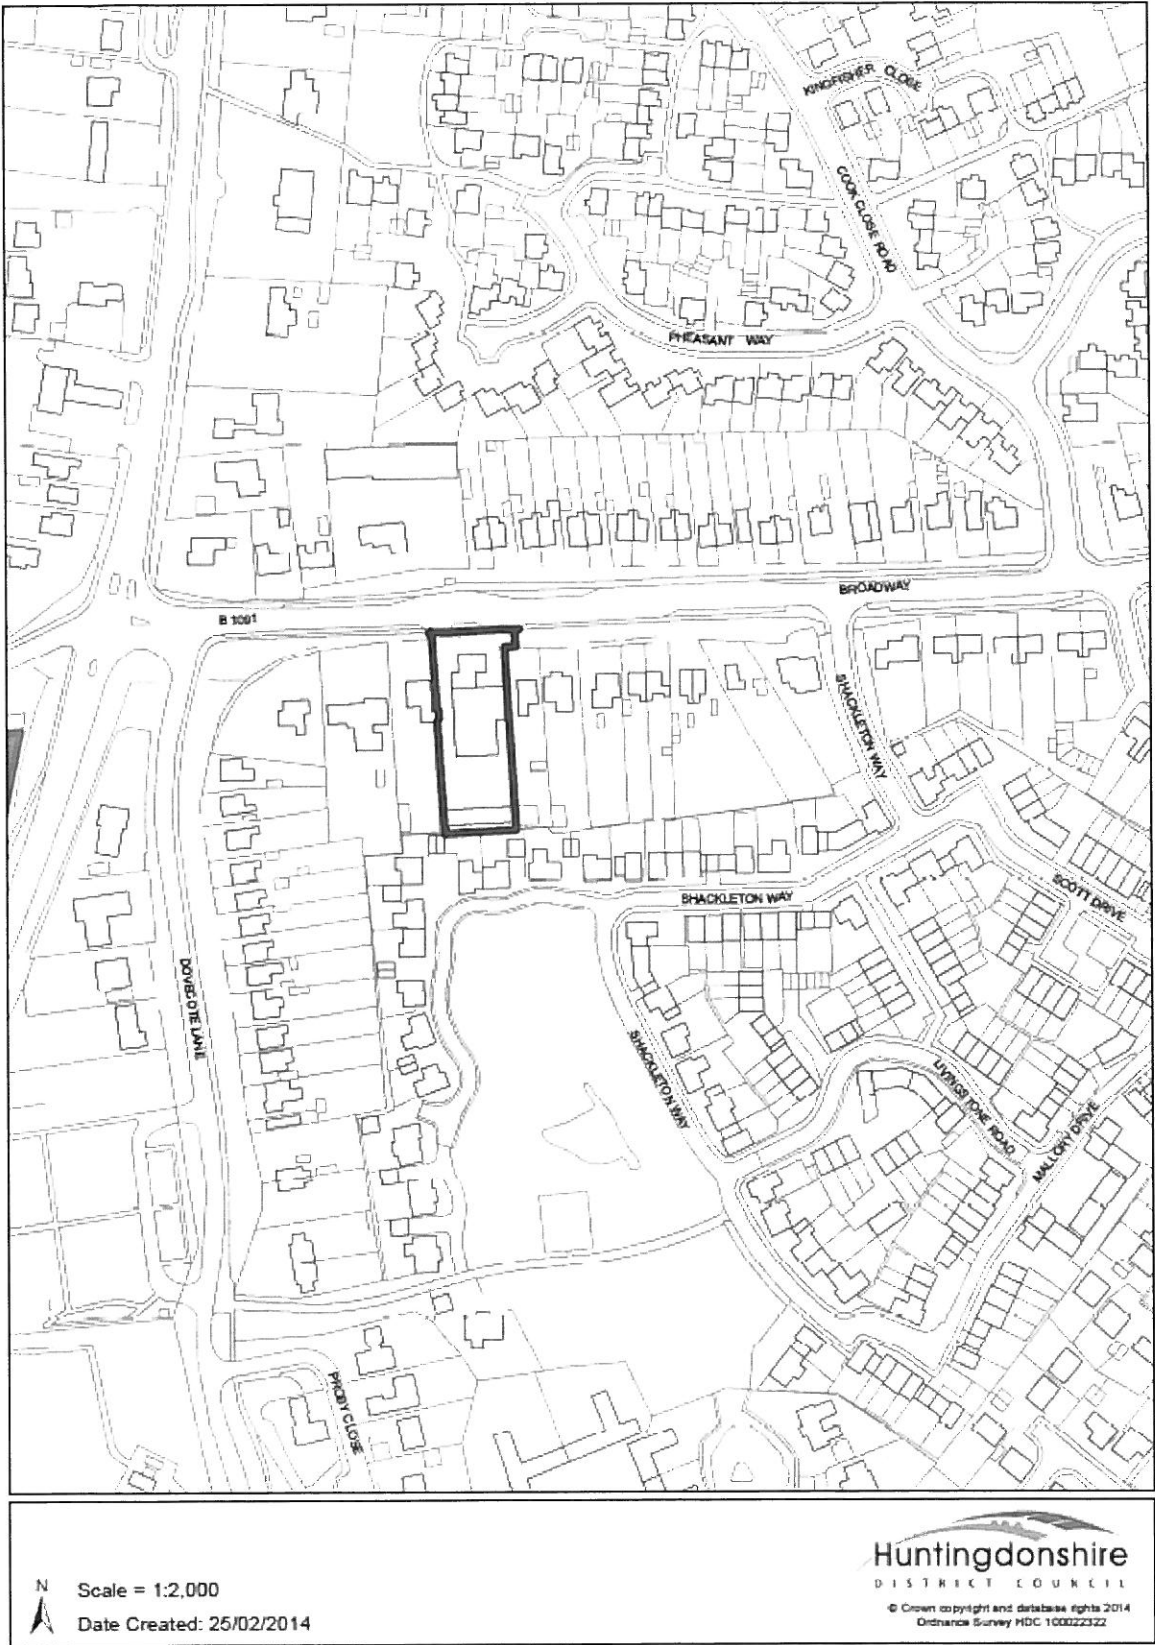 KINGFISHER CLOSE
COOK CLOSE ROAD
PHEASANT WAY
BROADWAY
B 1091
SHACKLETON WAY
SCOTT DRIVE
SHACKLETON WAY
DOVECOTE LANE
SHACKLETON WAY
LIVINGSTONE ROAD
MALLORY DRIVE
PROBY CLOSE
N
Scale = 1:2,000
Date Created: 25/02/2014
Huntingdonshire
DISTRICT COUNCIL
© Crown copyright and database rights 2014
Ordnance Survey HDC 100022322